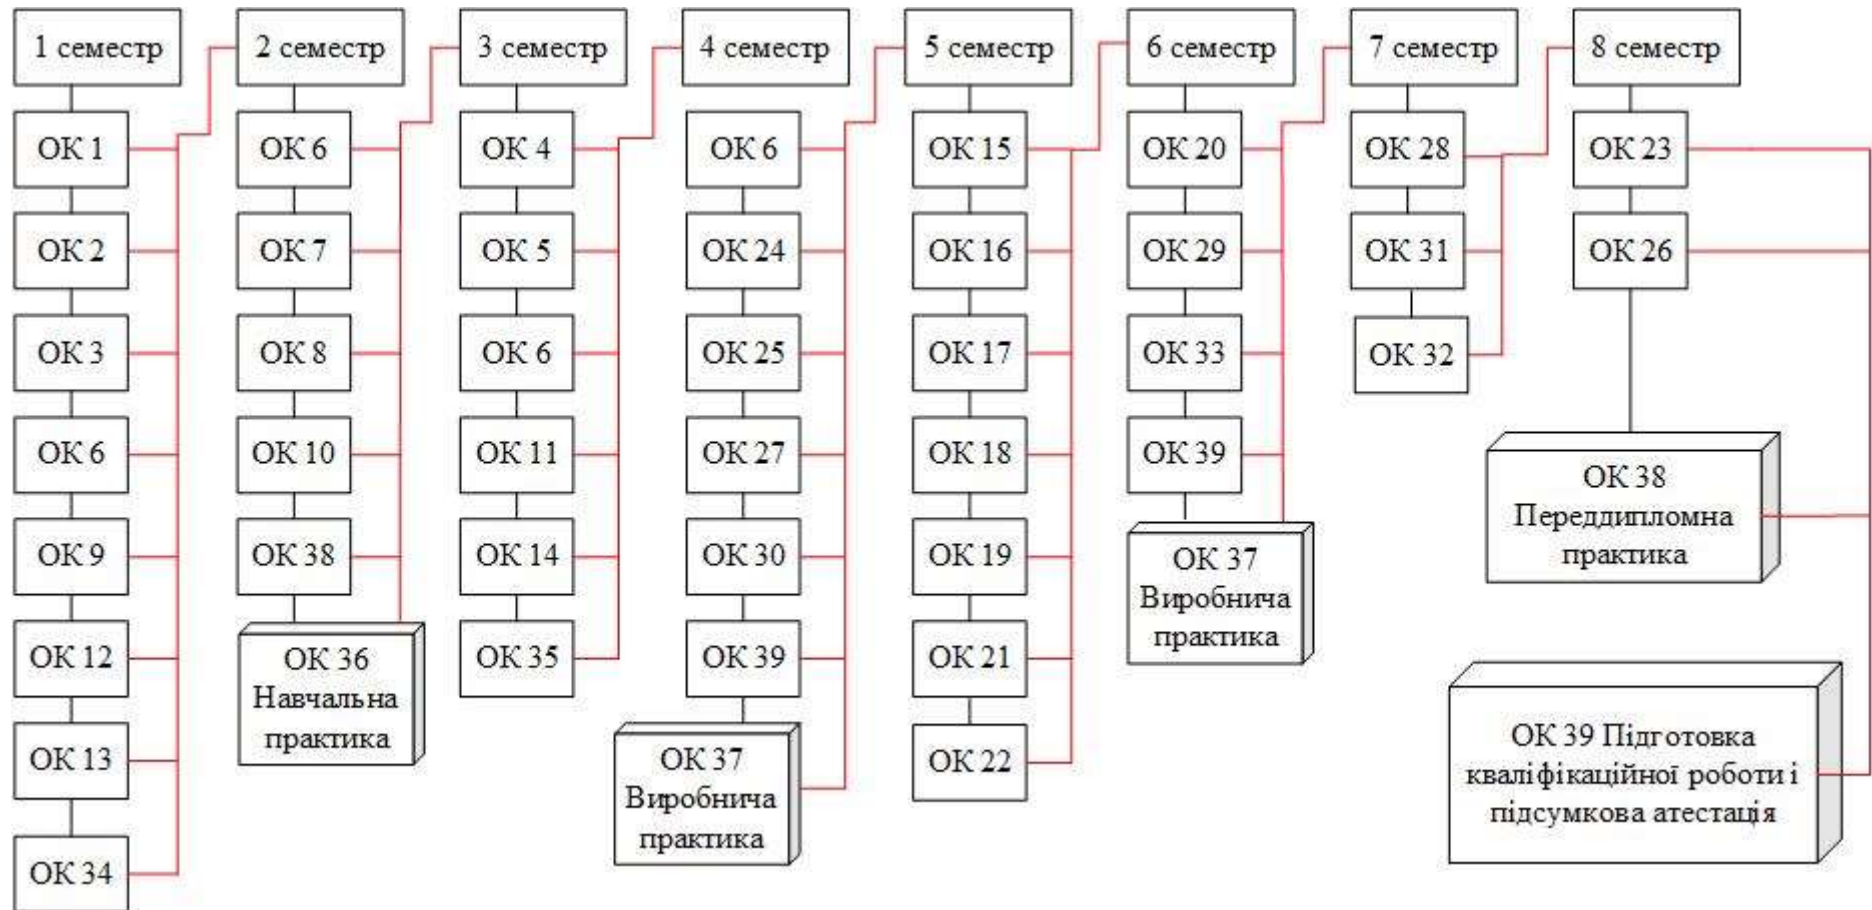 1 семестр
ОК 1
ОК 2
ОК 3
ОК 6
ОК 9
ОК 12
ОК 13
ОК 34
2 семестр
ОК 6
ОК 7
ОК 8
ОК 10
ОК 38
ОК 36
Навчальна
практика
3 семестр
ОК 4
ОК 5
ОК 6
ОК 11
ОК 14
ОК 35
4 семестр
ОК 6
ОК 24
ОК 25
ОК 27
ОК 30
ОК 39
ОК 37
Виробнича
практика
5 семестр
ОК 15
ОК 16
ОК 17
ОК 18
ОК 19
ОК 21
ОК 22
6 семестр
ОК 20
ОК 29
ОК 33
ОК 39
ОК 37
Виробнича
практика
7 семестр
ОК 28
ОК 31
ОК 32
8 семестр
ОК 23
ОК 26
ОК 38
Переддипломна
практика
ОК 39 Підготовка
кваліфікаційної роботи і
підсумкова атестація